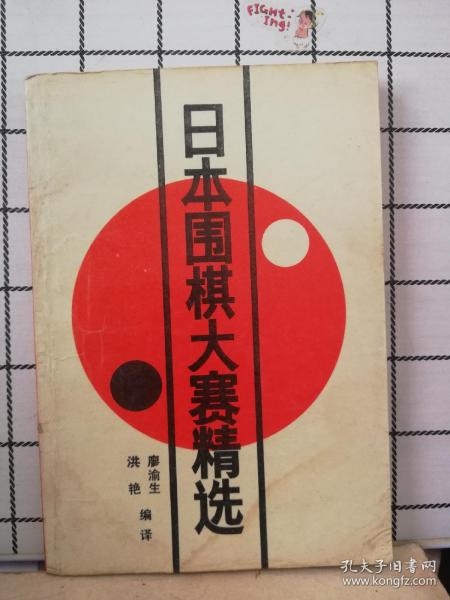 FIGHT:
ing!
日本围棋大赛精选
廖渝生
洪艳 编译
孔夫子旧书网
www.kongfz.com